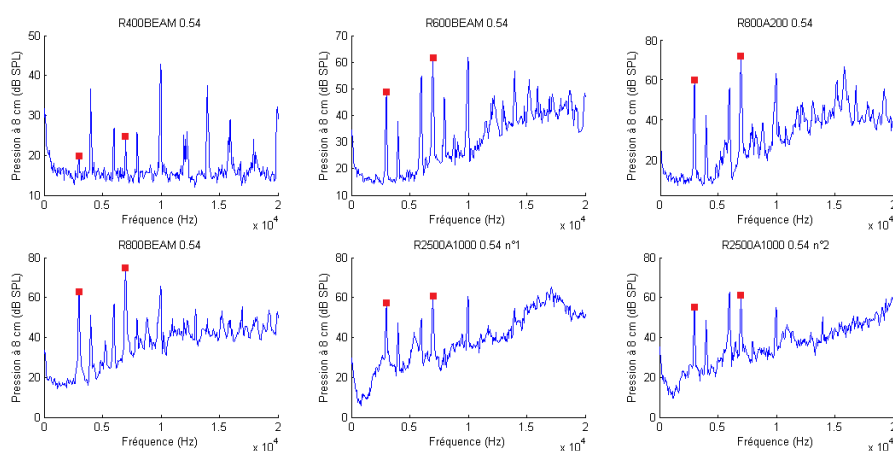 R400BEAM 0.54
50
40
30
20
10
0 0.5 1 1.5 2
Pression à 8 cm (dB SPL)
Fréquence (Hz)
x 10^4
R600BEAM 0.54
70
60
50
40
30
20
10
0 0.5 1 1.5 2
Pression à 8 cm (dB SPL)
Fréquence (Hz)
x 10^4
R800A200 0.54
80
60
40
20
0 0.5 1 1.5 2
Pression à 8 cm (dB SPL)
Fréquence (Hz)
x 10^4
R800BEAM 0.54
80
60
40
20
0
0 0.5 1 1.5 2
Pression à 8 cm (dB SPL)
Fréquence (Hz)
x 10^4
R2500A1000 0.54 n°1
80
60
40
20
0
0 0.5 1 1.5 2
Pression à 8 cm (dB SPL)
Fréquence (Hz)
x 10^4
R2500A1000 0.54 n°2
80
60
40
20
0
0 0.5 1 1.5 2
Pression à 8 cm (dB SPL)
Fréquence (Hz)
x 10^4